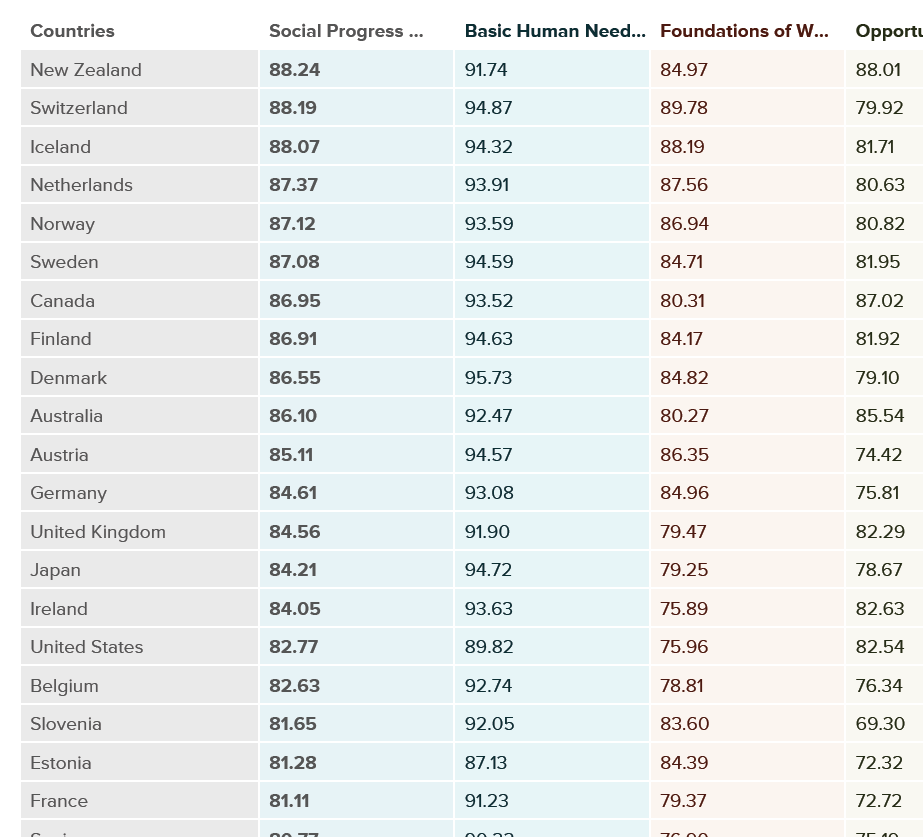 Countries Social Progress ... Basic Human Need... Foundations of W... Opportu
New Zealand 88.24 91.74 84.97 88.01
Switzerland 88.19 94.87 89.78 79.92
Iceland 88.07 94.32 88.19 81.71
Netherlands 87.37 93.91 87.56 80.63
Norway 87.12 93.59 86.94 80.82
Sweden 87.08 94.59 84.71 81.95
Canada 86.95 93.52 80.31 87.02
Finland 86.91 94.63 84.17 81.92
Denmark 86.55 95.73 84.82 79.10
Australia 86.10 92.47 80.27 85.54
Austria 85.11 94.57 86.35 74.42
Germany 84.61 93.08 84.96 75.81
United Kingdom 84.56 91.90 79.47 82.29
Japan 84.21 94.72 79.25 78.67
Ireland 84.05 93.63 75.89 82.63
United States 82.77 89.82 75.96 82.54
Belgium 82.63 92.74 78.81 76.34
Slovenia 81.65 92.05 83.60 69.30
Estonia 81.28 87.13 84.39 72.32
France 81.11 91.23 79.37 72.72